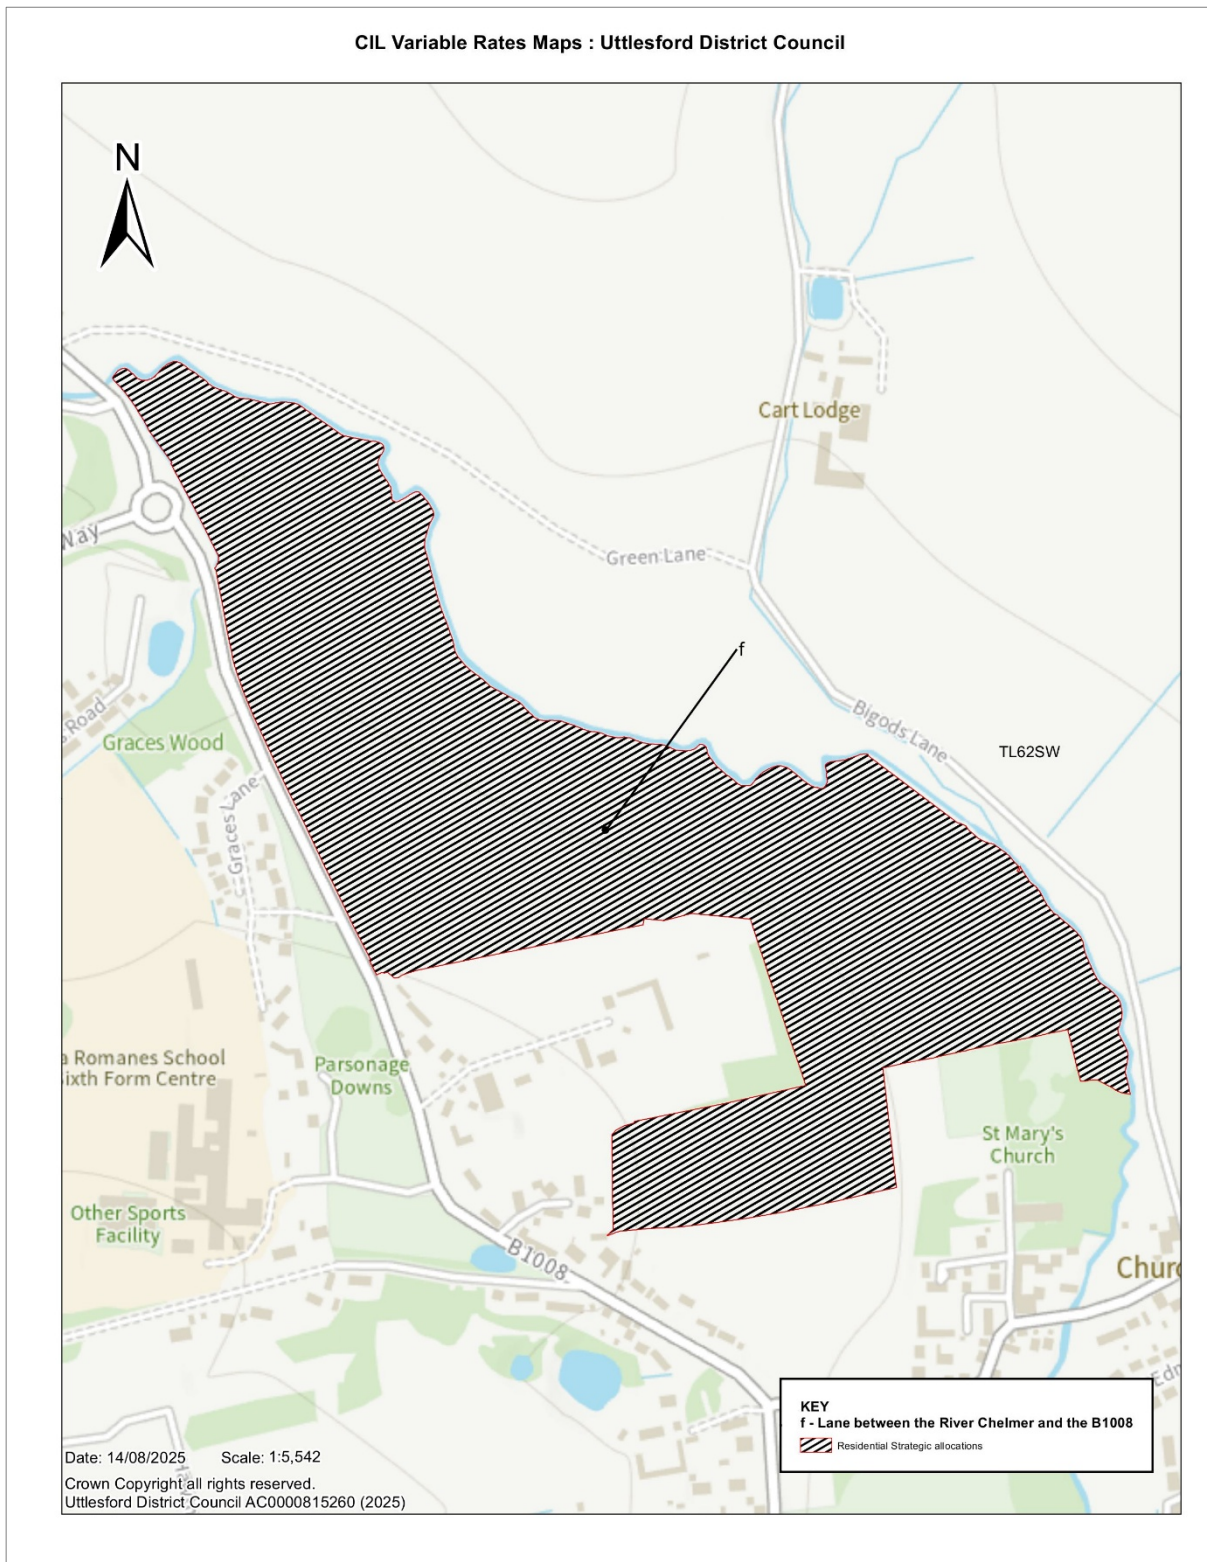 CIL Variable Rates Maps : Uttlesford District Council
N
Cart Lodge
Way
Green Lane
f
Bigods Lane
TL62SW
s Road
Graces Wood
Graces Lane
a Romanes School
Sixth Form Centre
Parsonage
Downs
St Mary's
Church
Other Sports
Facility
B1008
Churc
Edn
KEY
f - Lane between the River Chelmer and the B1008
Residential Strategic allocations
Date: 14/08/2025 Scale: 1:5,542
Crown Copyright all rights reserved.
Uttlesford District Council AC0000815260 (2025)